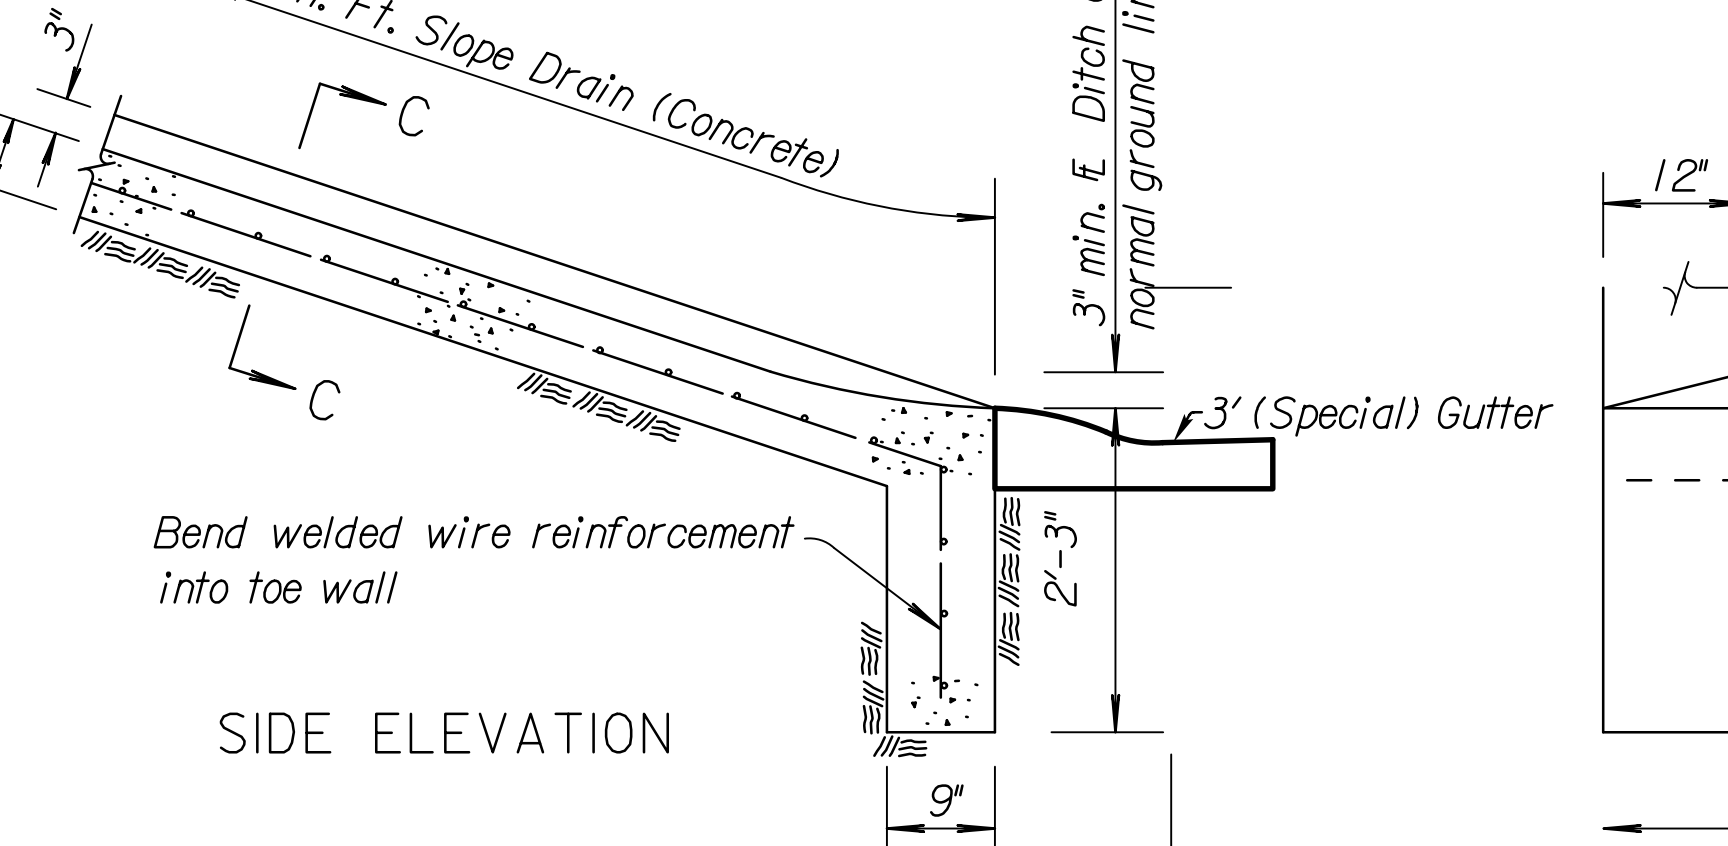 3"
Ft. Slope Drain (Concrete)
C
C
3" min. ℄ Ditch
normal ground
12"
3' (Special) Gutter
2'-3"
Bend welded wire reinforcement
into toe wall
SIDE ELEVATION
9"